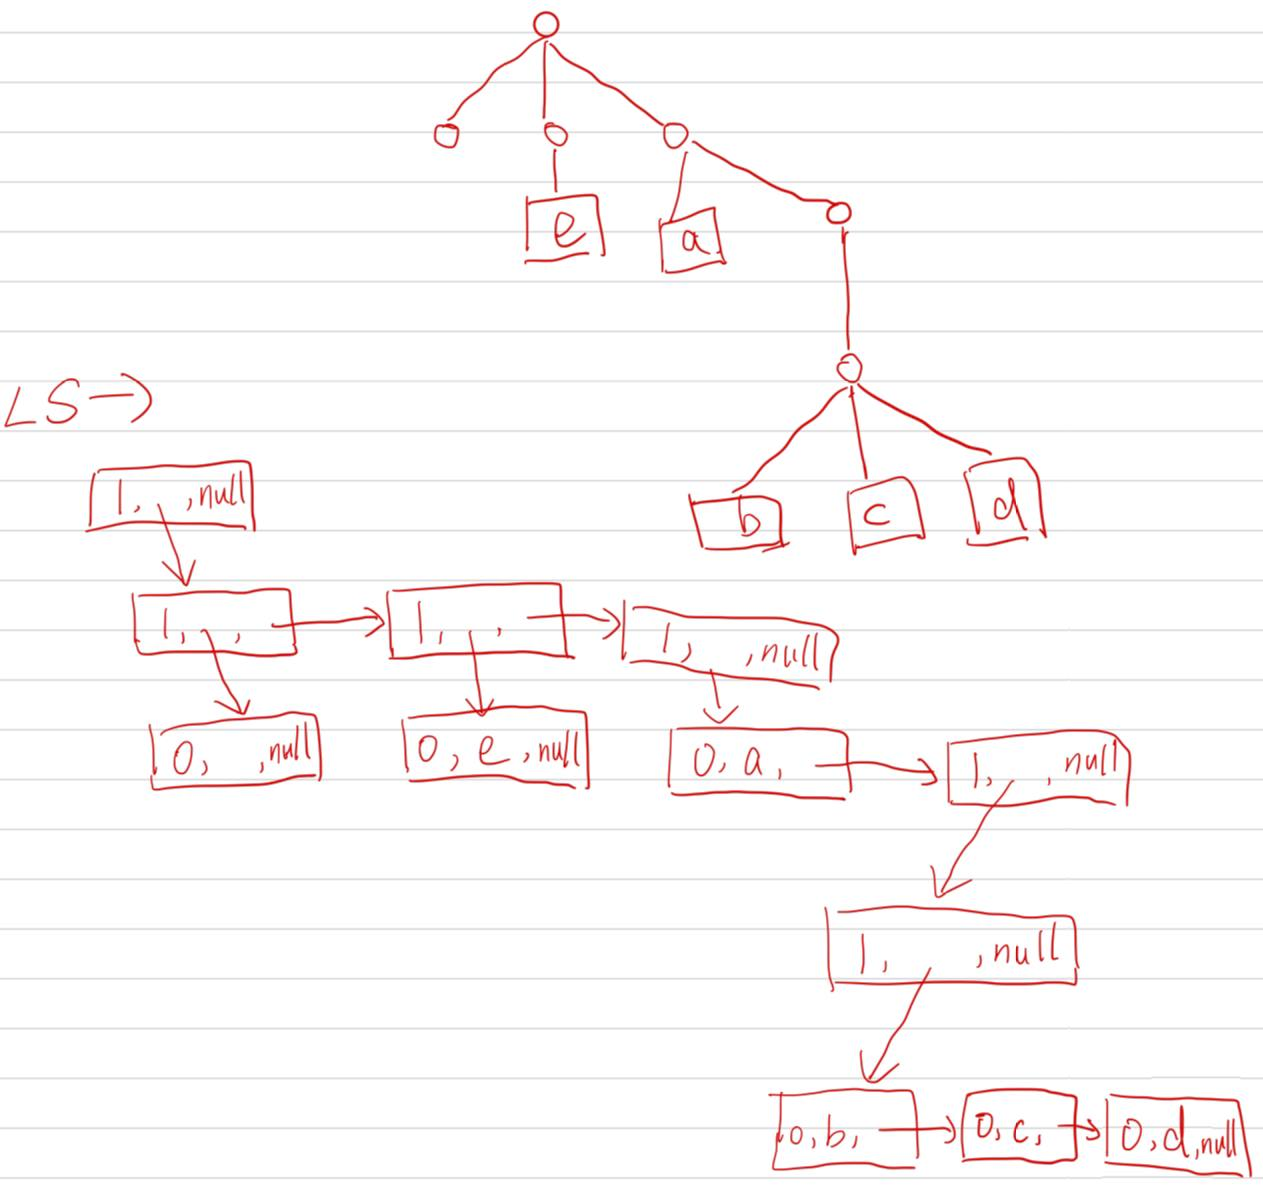 e
a
LS→
b c d
1, ,null
1, , 1, , 1, ,null
0, ,null 0, e ,null 0, a, 1, ,null
1, ,null
0,b, 0,c, 0,d,null